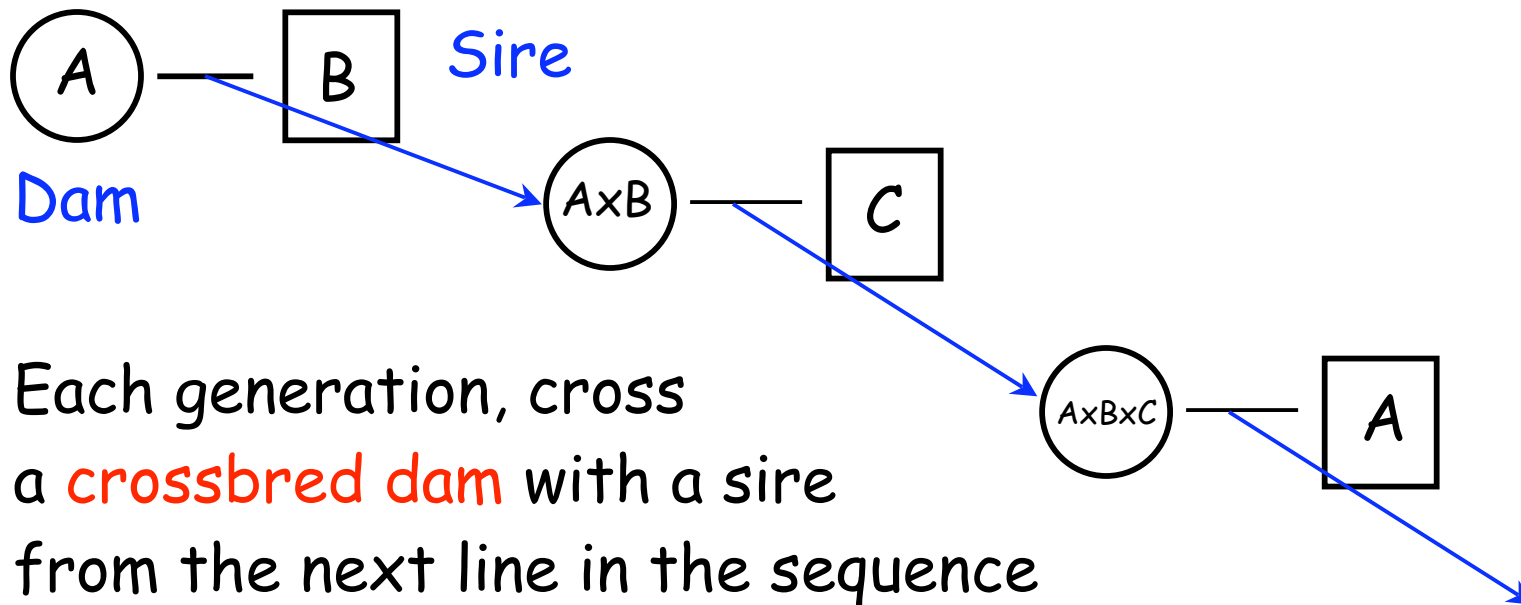 A
B
Sire
Dam
AxB
C
AxBxC
A
Each generation, cross
a crossbred dam with a sire
from the next line in the sequence